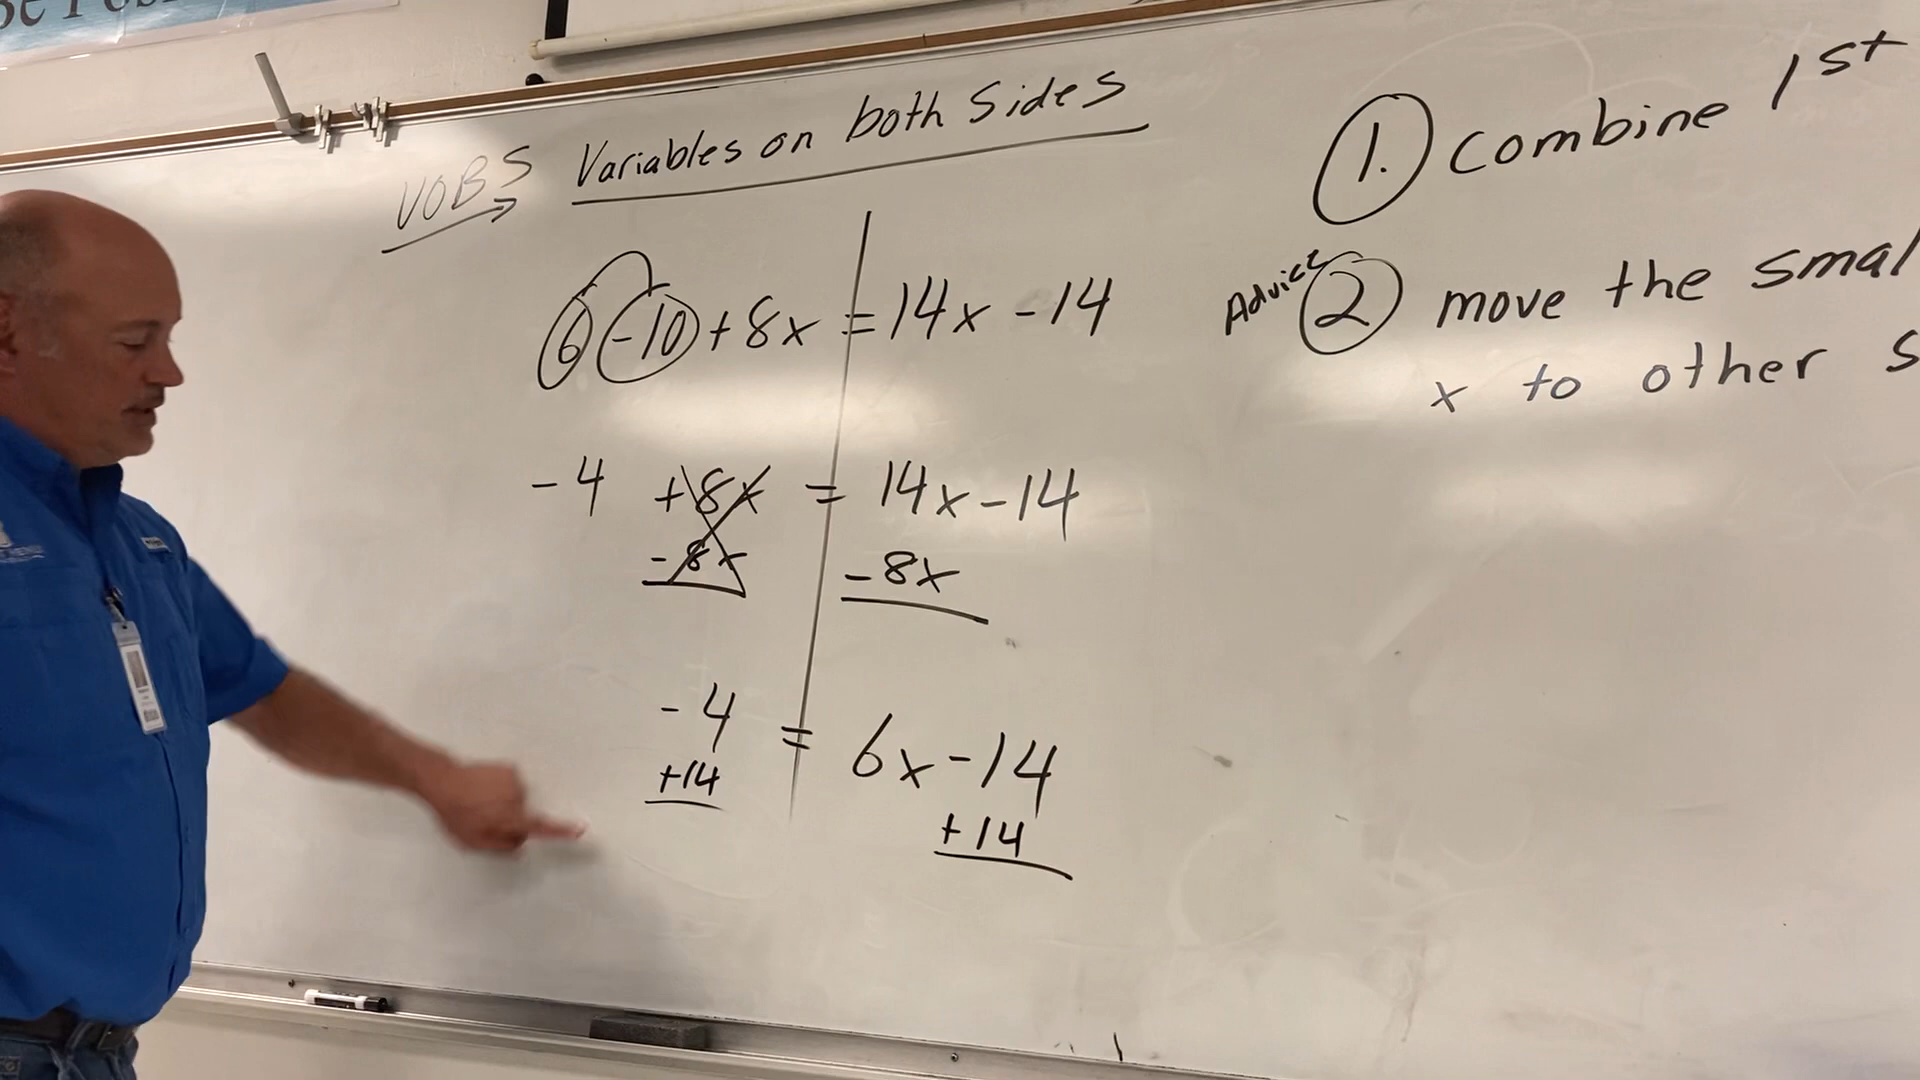 VOBS Variables on both Sides
6 -10 + 8x = 14x - 14
-4 + 8x = 14x - 14
- 8x - 8x
-4 = 6x - 14
+14 + 14
1. Combine 1st
Advice 2 move the smal
x to other s